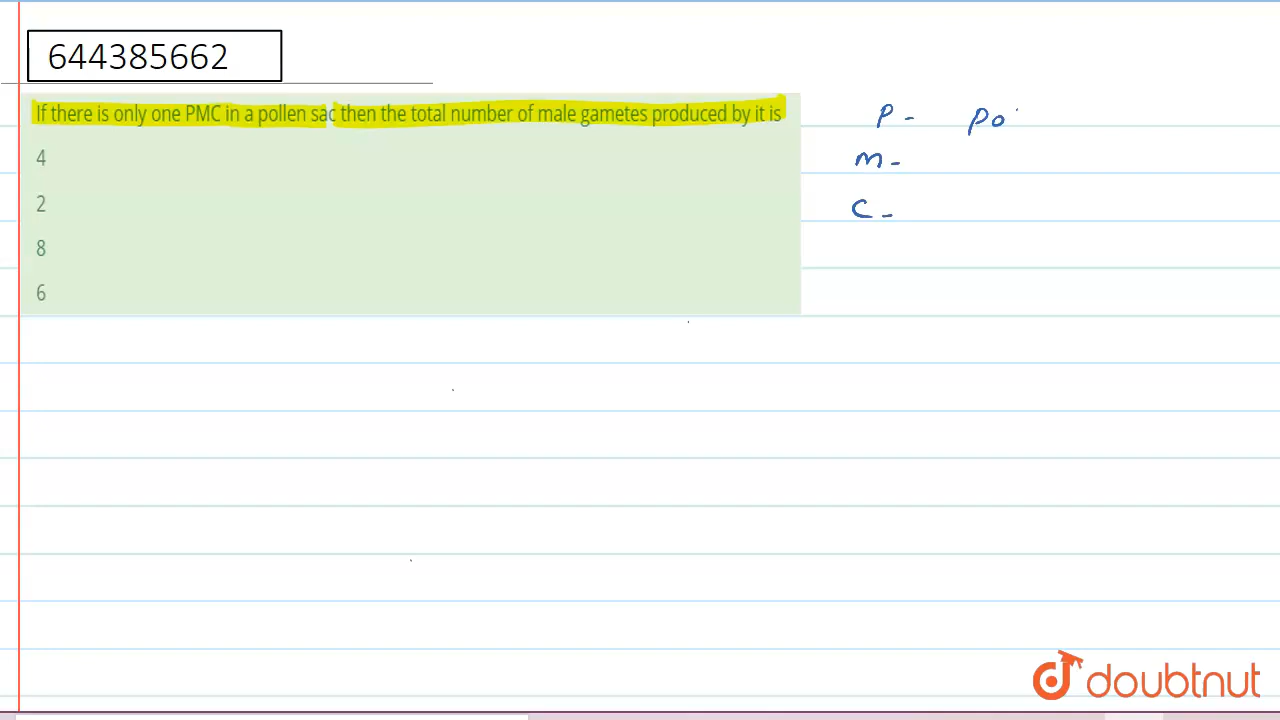 644385662
If there is only one PMC in a pollen sac then the total number of male gametes produced by it is
4
2
8
6
P - Po
M -
C -
doubtnut